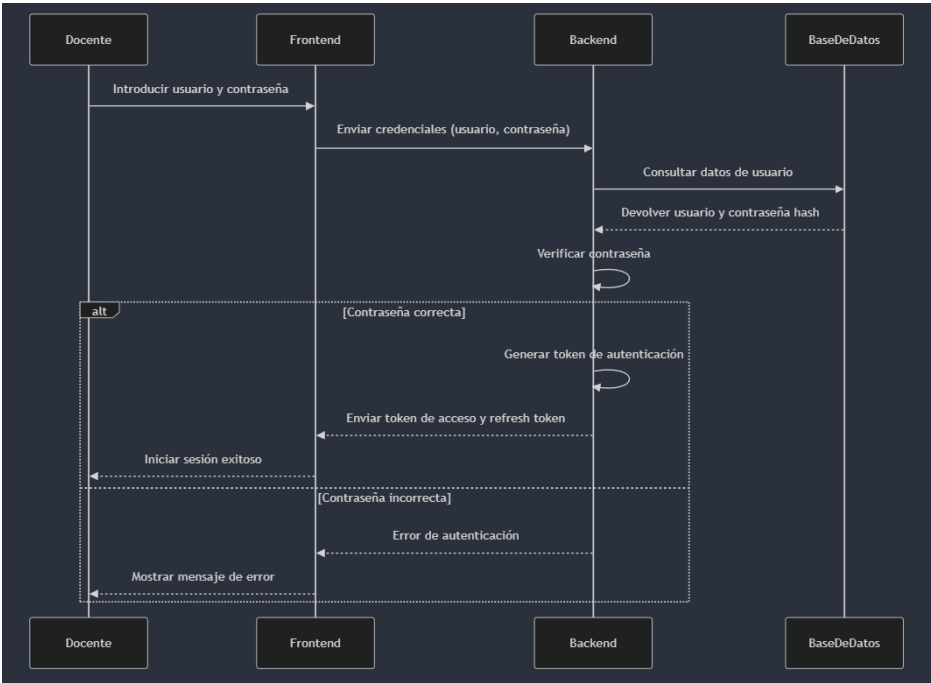 Docente
Frontend
Backend
BaseDeDatos
Introducir usuario y contraseña
Enviar credenciales (usuario, contraseña)
Consultar datos de usuario
Devolver usuario y contraseña hash
Verificar contraseña
alt
[Contraseña correcta]
Generar token de autenticación
Enviar token de acceso y refresh token
Iniciar sesión exitoso
[Contraseña incorrecta]
Error de autenticación
Mostrar mensaje de error
Docente
Frontend
Backend
BaseDeDatos